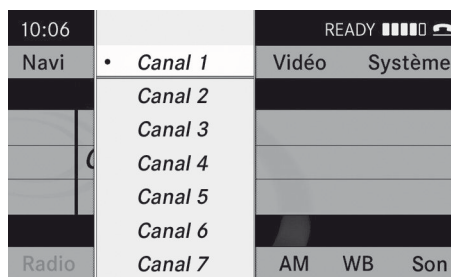 10:06 READY
Navi • Canal 1 Vidéo Système
Canal 2
Canal 3
Canal 4
Canal 5
Canal 6
Radio Canal 7 AM WB Son